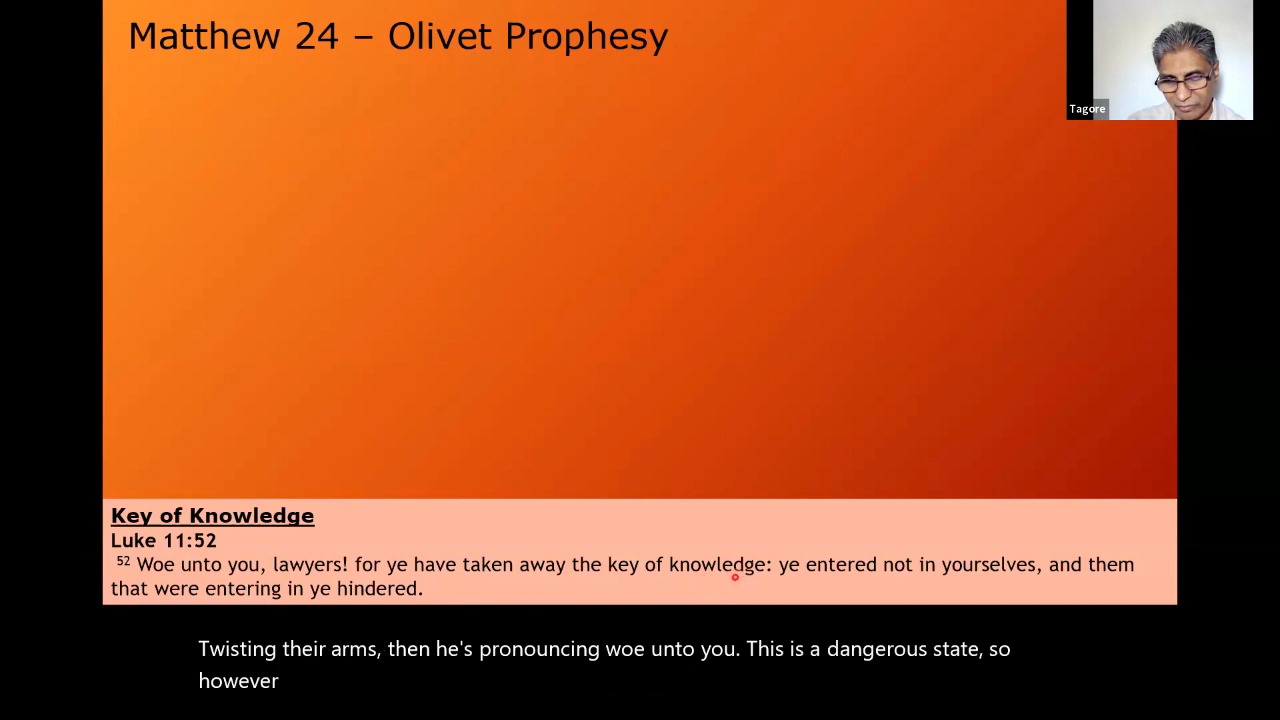 Matthew 24 – Olivet Prophesy
Tagore
Key of Knowledge
Luke 11:52
52 Woe unto you, lawyers! for ye have taken away the key of knowledge: ye entered not in yourselves, and them
that were entering in ye hindered.
Twisting their arms, then he's pronouncing woe unto you. This is a dangerous state, so
however